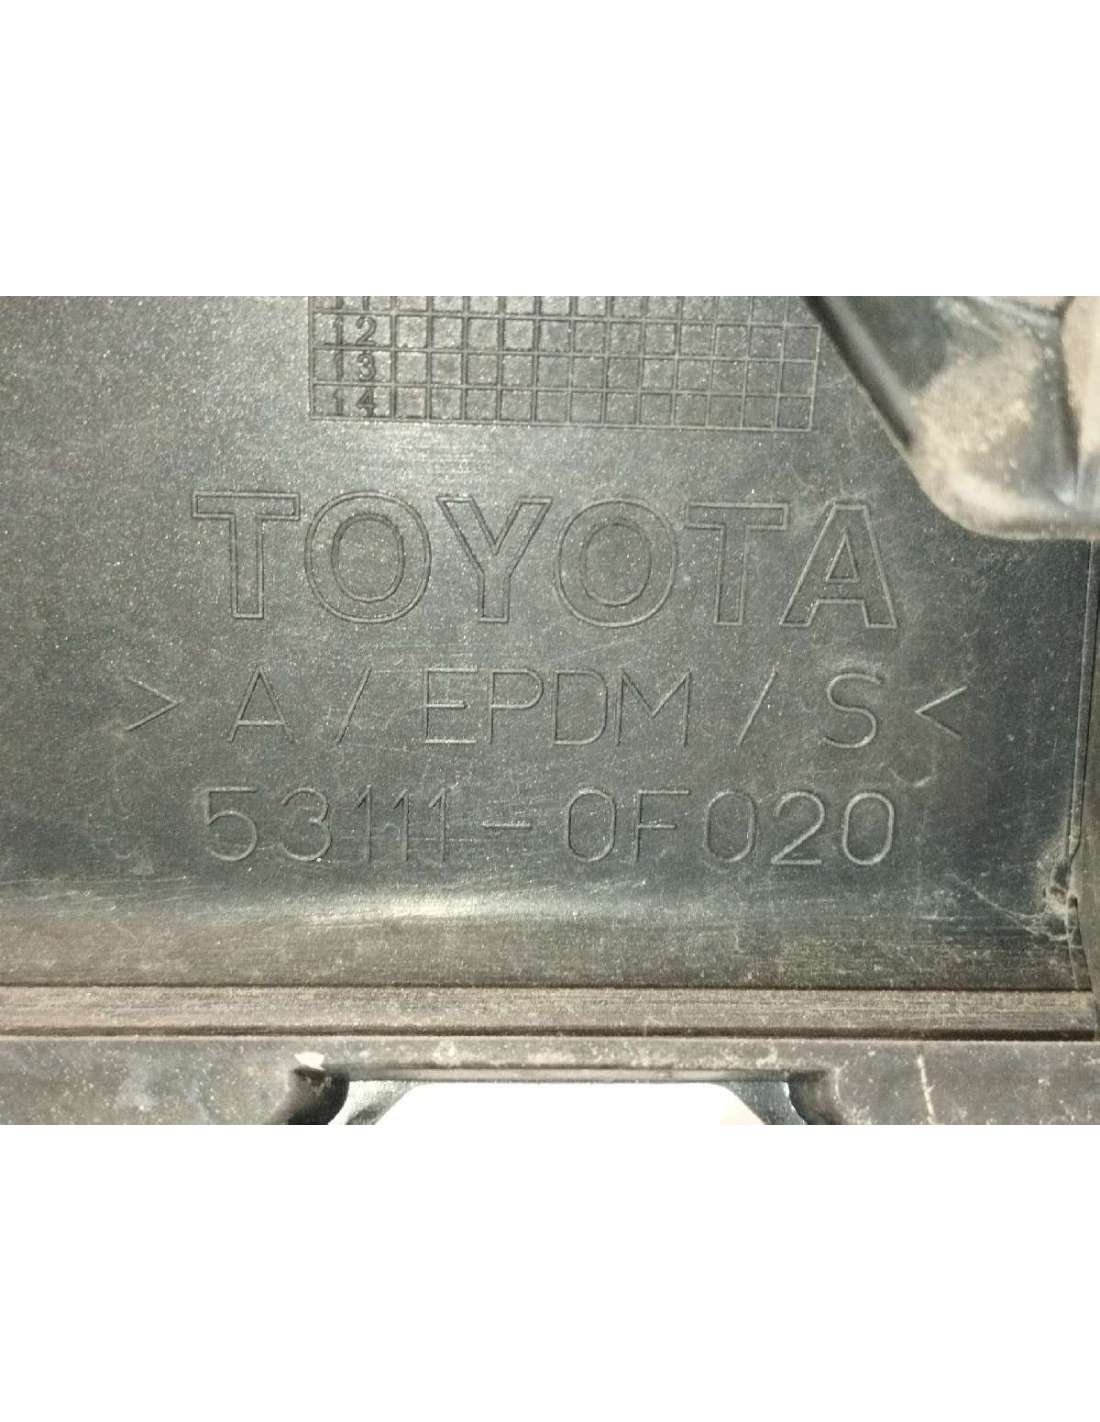 12
13
14
TOYOTA
> A / EPDM / S <
53111-0F020